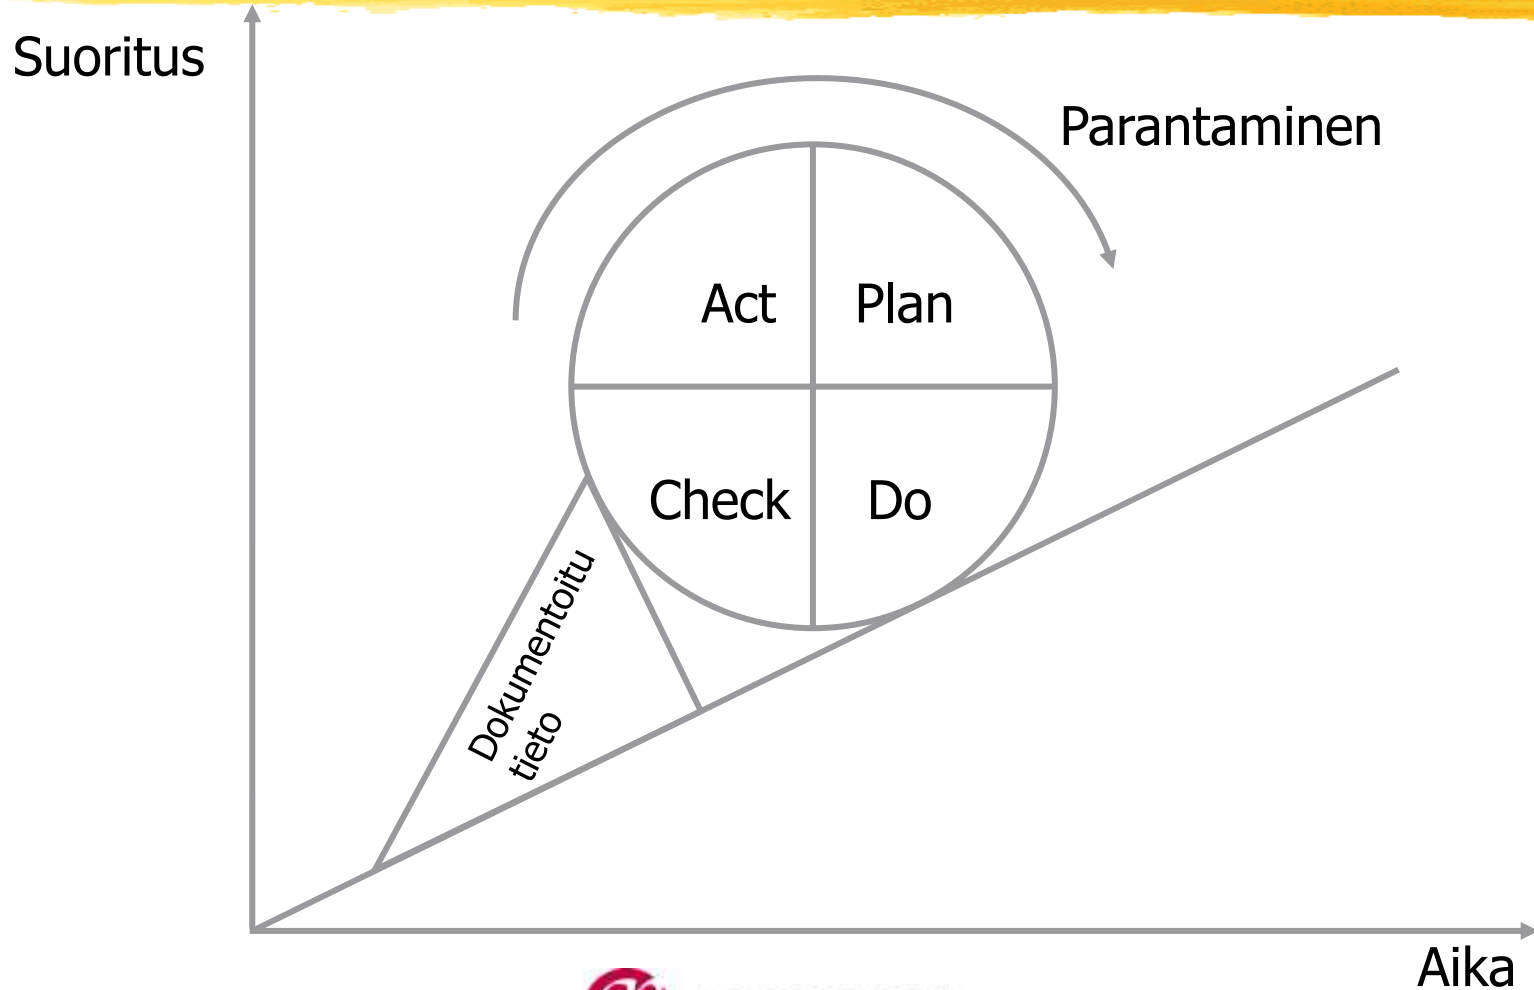 Suoritus
Parantaminen
Act
Plan
Check
Do
Dokumentoitu
tieto
Aika